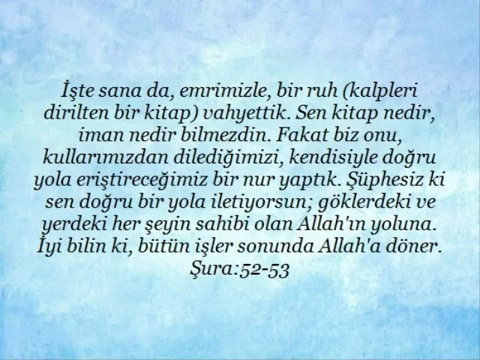 İşte sana da, emrimizle, bir ruh (kalpleri
dirilten bir kitap) vahyettik. Sen kitap nedir,
iman nedir bilmezdin. Fakat biz onu,
kullarımızdan dilediğimizi, kendisiyle doğru
yola eriştireceğimiz bir nur yaptık. Şüphesiz ki
sen doğru bir yola iletiyorsun; göklerdeki ve
yerdeki her şeyin sahibi olan Allah'ın yoluna.
İyi bilin ki, bütün işler sonunda Allah'a döner.
Şura:52-53